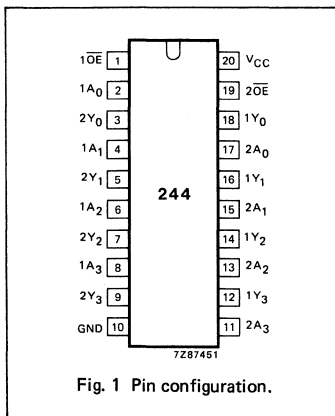 1O̅E̅ 1 20 VCC
1A0 2 19 2O̅E̅
2Y0 3 18 1Y0
1A1 4 17 2A0
2Y1 5 16 1Y1
244
1A2 6 15 2A1
2Y2 7 14 1Y2
1A3 8 13 2A2
2Y3 9 12 1Y3
GND 10 11 2A3
7Z87451
Fig. 1 Pin configuration.